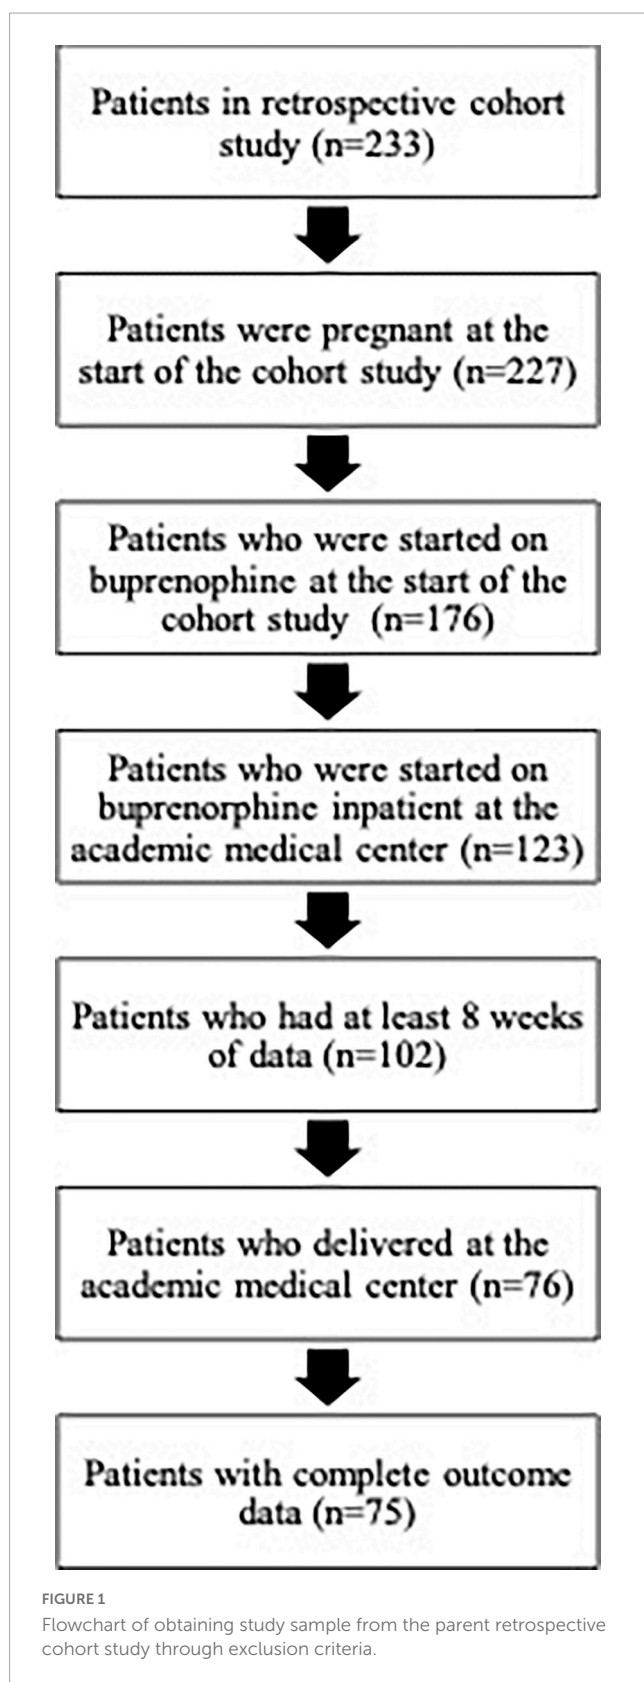 Patients in retrospective cohort
study (n=233)
Patients were pregnant at the
start of the cohort study (n=227)
Patients who were started on
buprenophine at the start of the
cohort study (n=176)
Patients who were started on
buprenorphine inpatient at the
academic medical center (n=123)
Patients who had at least 8 weeks
of data (n=102)
Patients who delivered at the
academic medical center (n=76)
Patients with complete outcome
data (n=75)
FIGURE 1
Flowchart of obtaining study sample from the parent retrospective
cohort study through exclusion criteria.